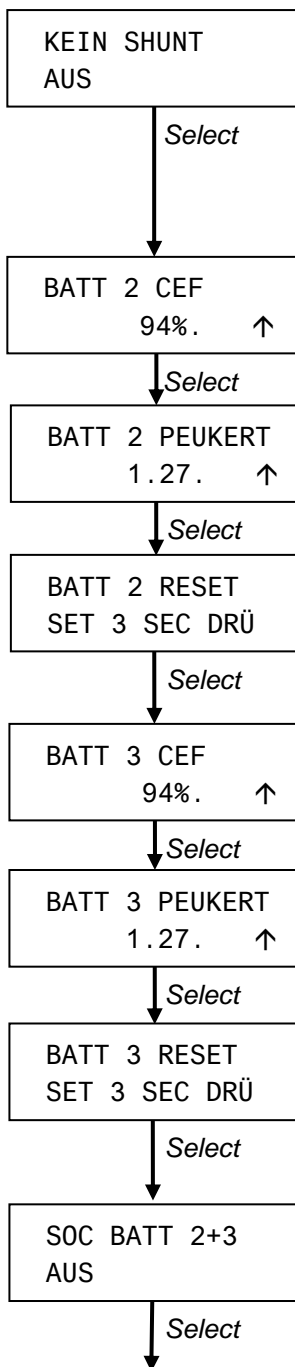 KEIN SHUNT
AUS
Select
BATT 2 CEF
94%. ↑
Select
BATT 2 PEUKERT
1.27. ↑
Select
BATT 2 RESET
SET 3 SEC DRÜ
Select
BATT 3 CEF
94%. ↑
Select
BATT 3 PEUKERT
1.27. ↑
Select
BATT 3 RESET
SET 3 SEC DRÜ
Select
SOC BATT 2+3
AUS
Select